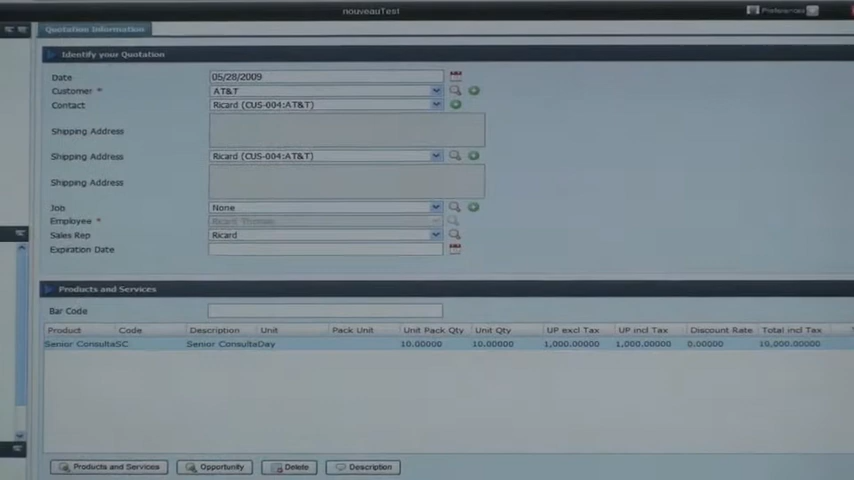 nouveauTest
Preferences
Quotation Information
Identify your Quotation
Date 05/28/2009
Customer * AT&T
Contact Ricard (CUS-004:AT&T)
Shipping Address
Shipping Address Ricard (CUS-004:AT&T)
Shipping Address
Job None
Employee * Ricard Thomas
Sales Rep Ricard
Expiration Date
Products and Services
Bar Code
Product Code Description Unit Pack Unit Unit Pack Qty Unit Qty UP excl Tax UP incl Tax Discount Rate Total incl Tax
Senior ConsultaSC Senior ConsultaDay 10.00000 10.00000 1,000.00000 1,000.00000 0.00000 10,000.00000
Products and Services Opportunity Delete Description